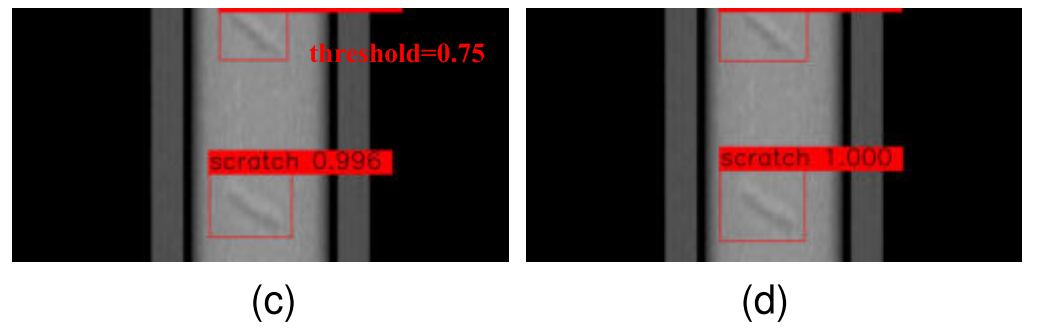 threshold=0.75
scratch 0.996
scratch 1.000
(c)
(d)